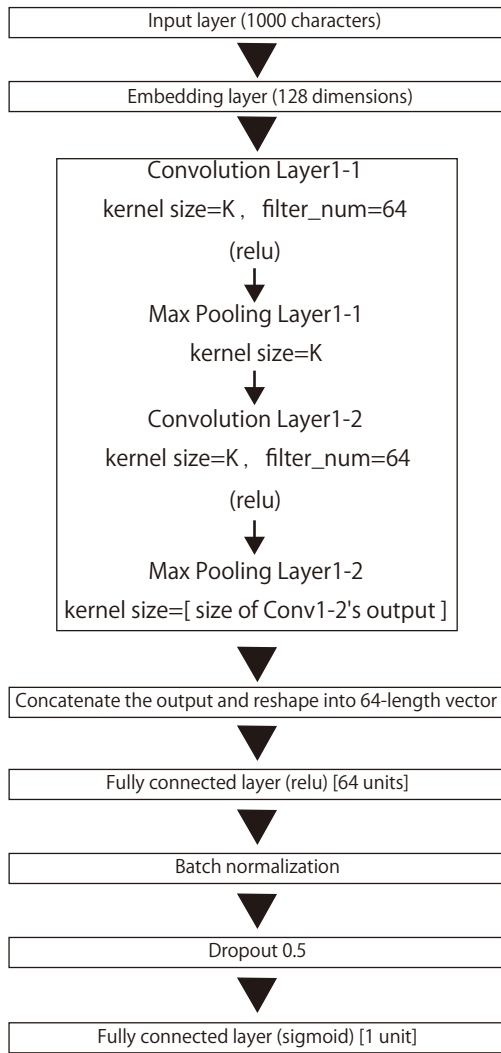 Input layer (1000 characters)
Embedding layer (128 dimensions)
Convolution Layer1-1
kernel size=K , filter_num=64
(relu)
Max Pooling Layer1-1
kernel size=K
Convolution Layer1-2
kernel size=K , filter_num=64
(relu)
Max Pooling Layer1-2
kernel size=[ size of Conv1-2's output ]
Concatenate the output and reshape into 64-length vector
Fully connected layer (relu) [64 units]
Batch normalization
Dropout 0.5
Fully connected layer (sigmoid) [1 unit]